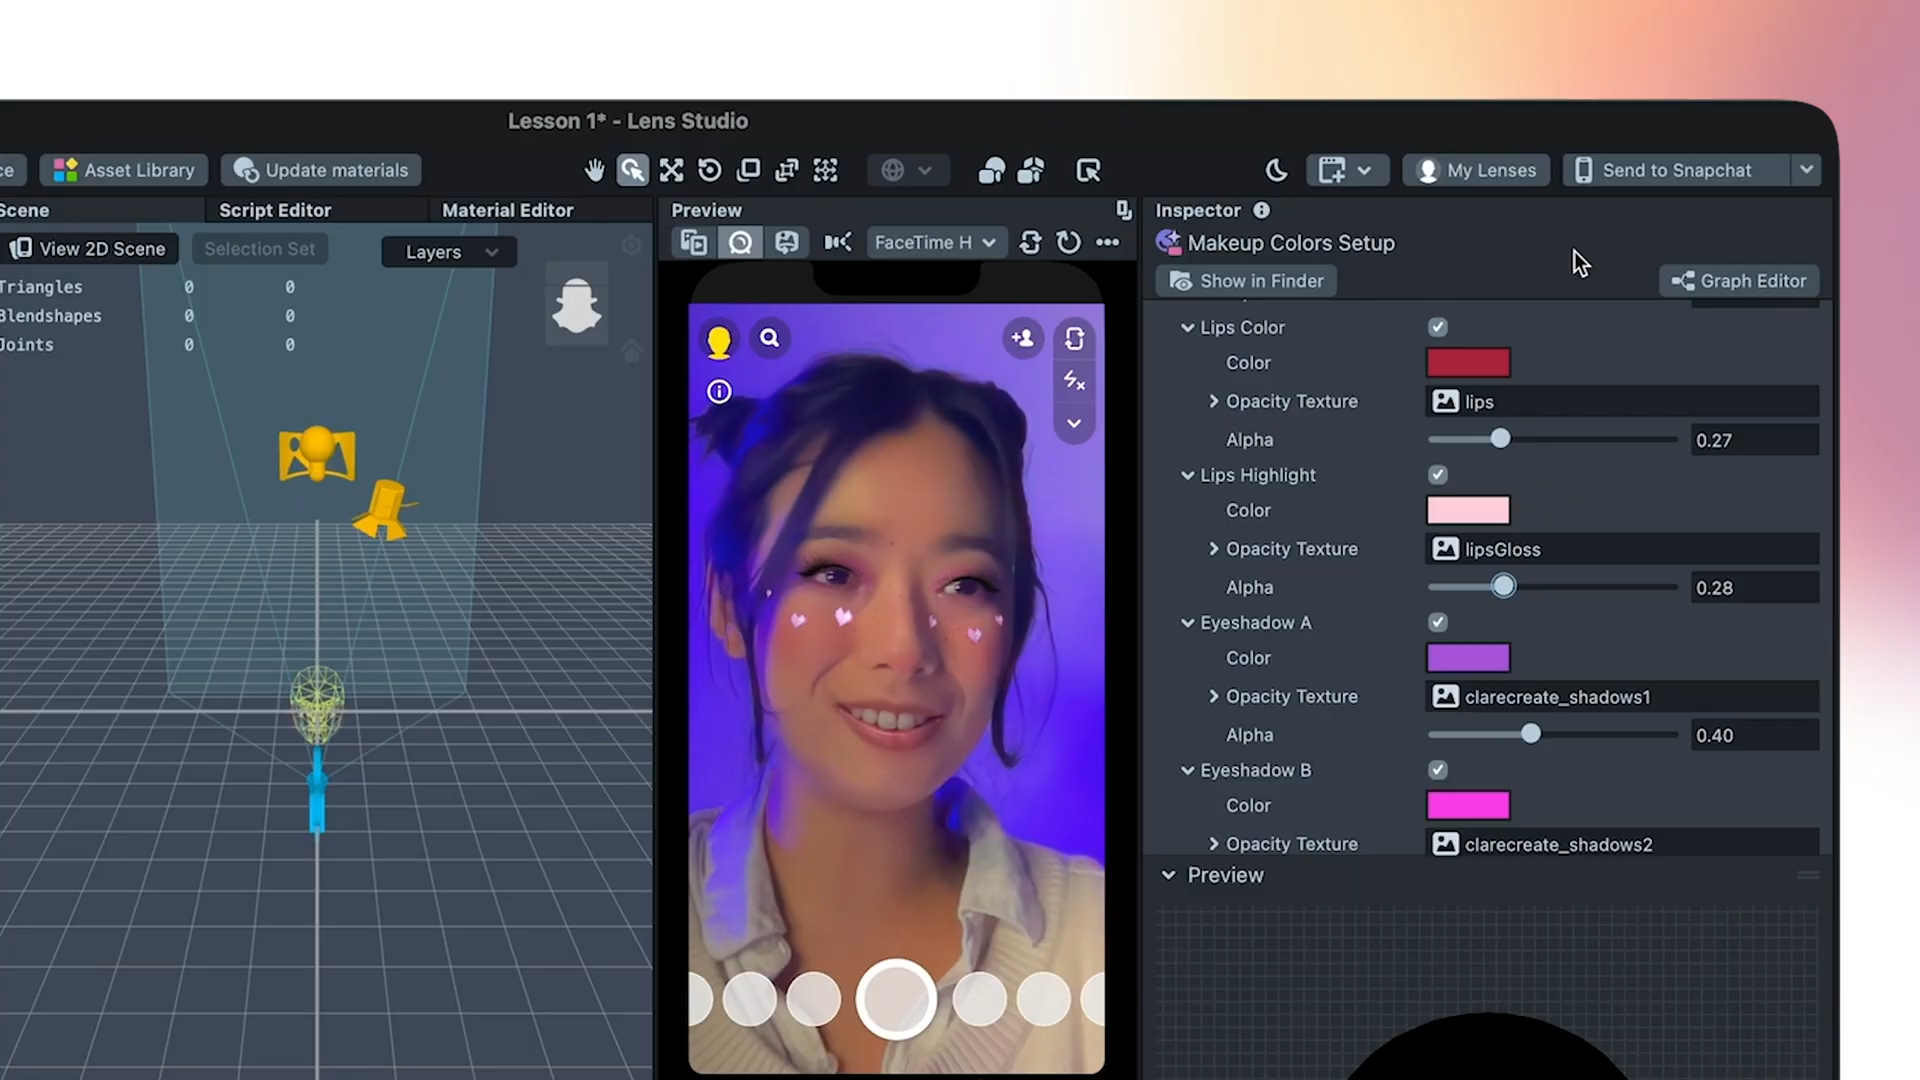 Lesson 1* - Lens Studio
ce
Asset Library
Update materials
My Lenses
Send to Snapchat
Scene
Script Editor
Material Editor
Preview
Inspector
View 2D Scene
Selection Set
Layers
FaceTime H
Makeup Colors Setup
Show in Finder
Graph Editor
Triangles 0 0
Blendshapes 0 0
Joints 0 0
Lips Color
Color
Opacity Texture lips
Alpha 0.27
Lips Highlight
Color
Opacity Texture lipsGloss
Alpha 0.28
Eyeshadow A
Color
Opacity Texture clarecreate_shadows1
Alpha 0.40
Eyeshadow B
Color
Opacity Texture clarecreate_shadows2
Preview